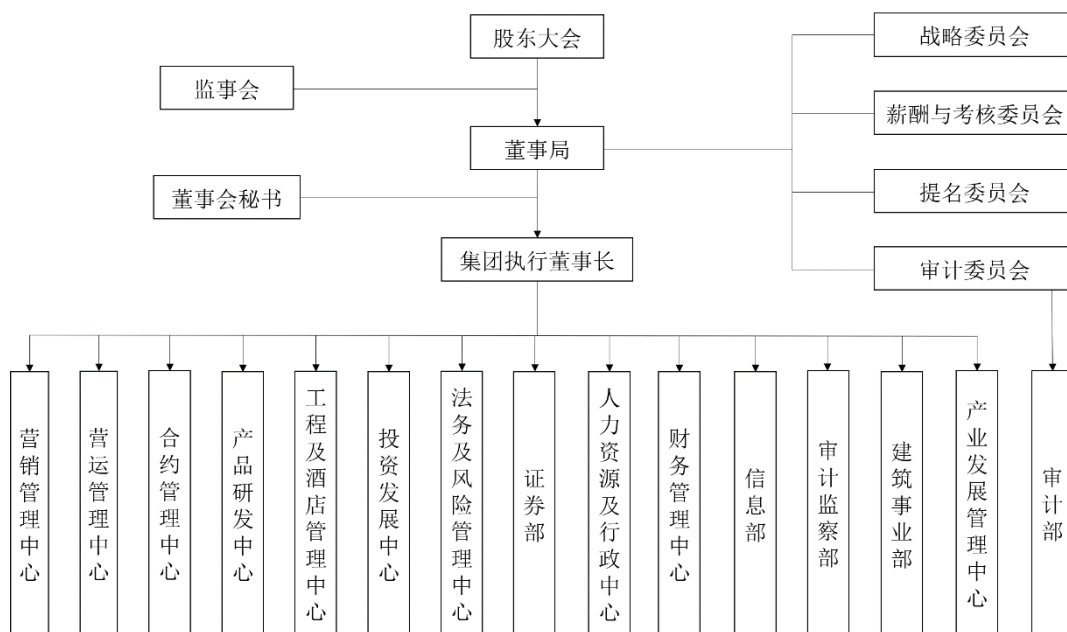 股东大会
战略委员会
监事会
薪酬与考核委员会
董事局
董事会秘书
提名委员会
集团执行董事长
审计委员会
营销管理中心
营运管理中心
合约管理中心
产品研发中心
工程及酒店管理中心
投资发展中心
法务及风险管理中心
证券部
人力资源及行政中心
财务管理中心
信息部
审计监察部
建筑事业部
产业发展管理中心
审计部